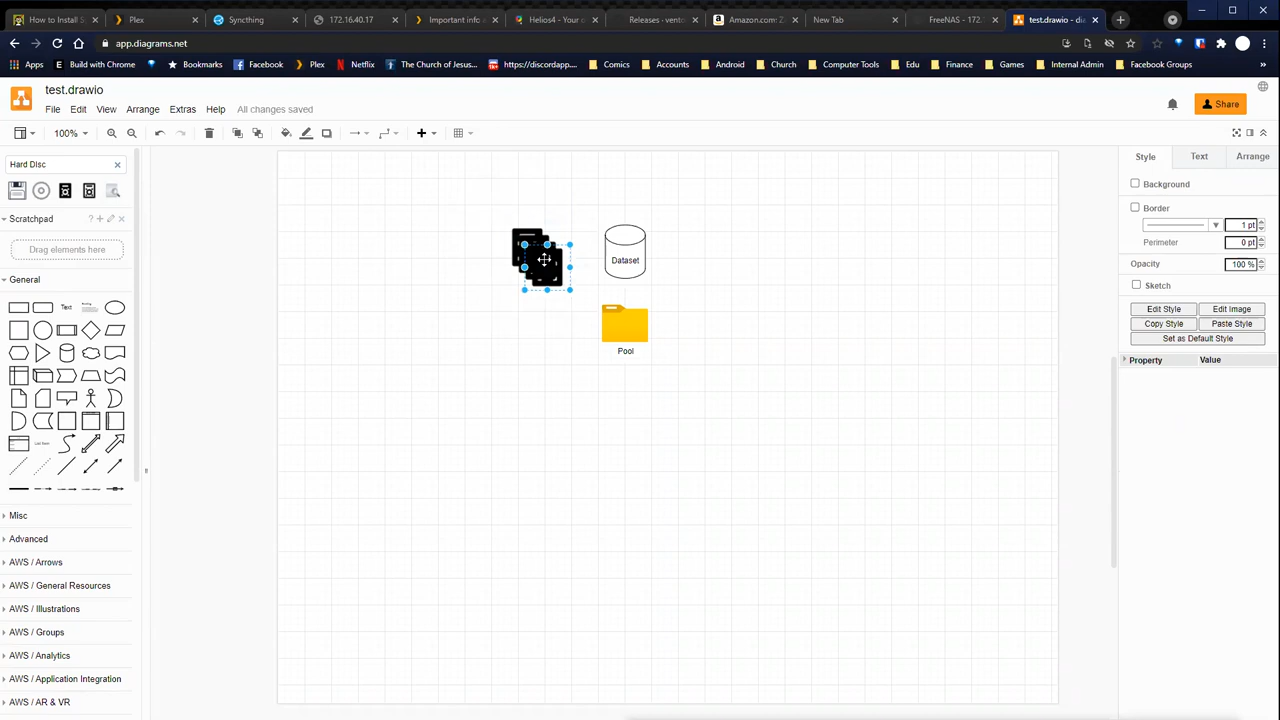 How to Install S
Plex
Syncthing
172.16.40.17
Important info a
Helios4 - Your o
Releases · vento
Amazon.com: Z
New Tab
FreeNAS - 172.
test.drawio - dia
app.diagrams.net
Apps
Build with Chrome
Bookmarks
Facebook
Plex
Netflix
The Church of Jesus...
https://discordapp....
Comics
Accounts
Android
Church
Computer Tools
Edu
Finance
Games
Internal Admin
Facebook Groups
»
test.drawio
File Edit View Arrange Extras Help All changes saved
Share
100%
Hard DIsc
Scratchpad
Drag elements here
General
Text
List Item
Misc
Advanced
AWS / Arrows
AWS / General Resources
AWS / Illustrations
AWS / Groups
AWS / Analytics
AWS / Application Integration
AWS / AR & VR
Dataset
Pool
Style Text Arrange
Background
Border
1 pt
Perimeter 0 pt
Opacity 100 %
Sketch
Edit Style Edit Image
Copy Style Paste Style
Set as Default Style
Property Value